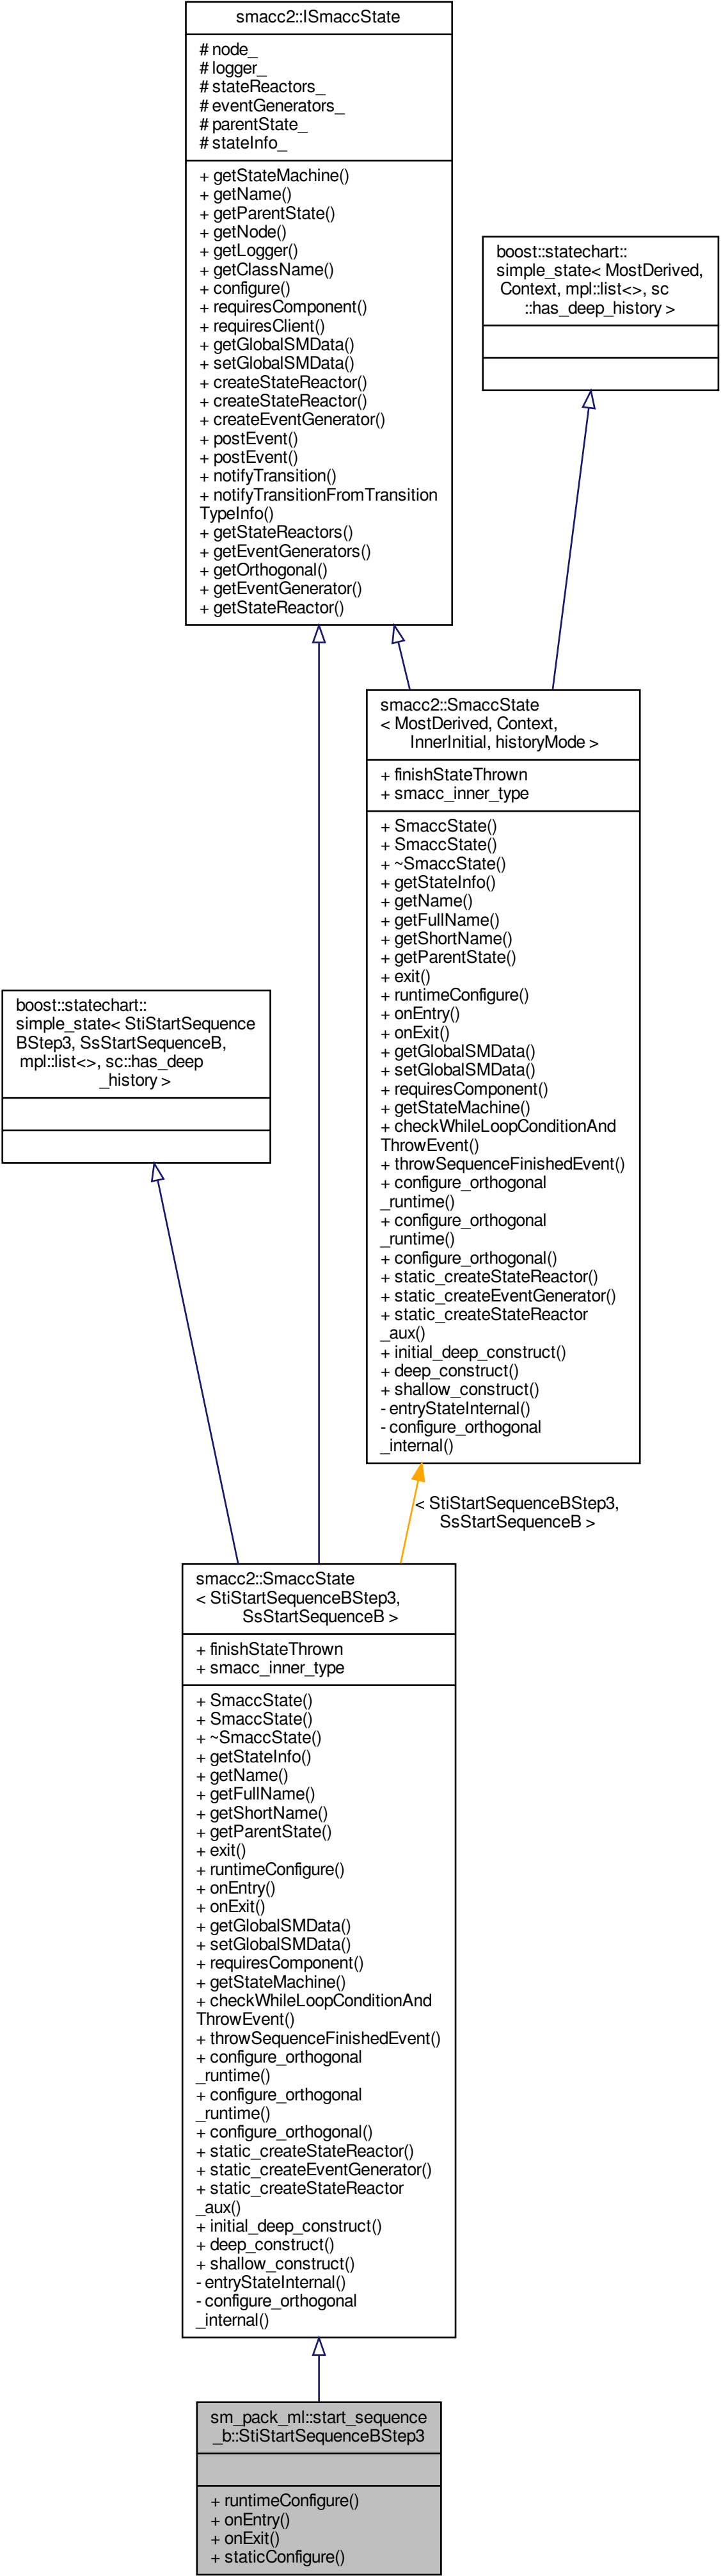 smacc2::ISmaccState
# node_
# logger_
# stateReactors_
# eventGenerators_
# parentState_
# stateInfo_
+ getStateMachine()
+ getName()
+ getParentState()
+ getNode()
+ getLogger()
+ getClassName()
+ configure()
+ requiresComponent()
+ requiresClient()
+ getGlobalSMData()
+ setGlobalSMData()
+ createStateReactor()
+ createStateReactor()
+ createEventGenerator()
+ postEvent()
+ postEvent()
+ notifyTransition()
+ notifyTransitionFromTransition
TypeInfo()
+ getStateReactors()
+ getEventGenerators()
+ getOrthogonal()
+ getEventGenerator()
+ getStateReactor()
boost::statechart::
simple_state< MostDerived,
Context, mpl::list<>, sc
::has_deep_history >
smacc2::SmaccState
< MostDerived, Context,
InnerInitial, historyMode >
+ finishStateThrown
+ smacc_inner_type
+ SmaccState()
+ SmaccState()
+ ~SmaccState()
+ getStateInfo()
+ getName()
+ getFullName()
+ getShortName()
+ getParentState()
+ exit()
+ runtimeConfigure()
+ onEntry()
+ onExit()
+ getGlobalSMData()
+ setGlobalSMData()
+ requiresComponent()
+ getStateMachine()
+ checkWhileLoopConditionAnd
ThrowEvent()
+ throwSequenceFinishedEvent()
+ configure_orthogonal
_runtime()
+ configure_orthogonal
_runtime()
+ configure_orthogonal()
+ static_createStateReactor()
+ static_createEventGenerator()
+ static_createStateReactor
_aux()
+ initial_deep_construct()
+ deep_construct()
+ shallow_construct()
- entryStateInternal()
- configure_orthogonal
_internal()
boost::statechart::
simple_state< StiStartSequence
BStep3, SsStartSequenceB,
mpl::list<>, sc::has_deep
_history >
< StiStartSequenceBStep3,
SsStartSequenceB >
smacc2::SmaccState
< StiStartSequenceBStep3,
SsStartSequenceB >
+ finishStateThrown
+ smacc_inner_type
+ SmaccState()
+ SmaccState()
+ ~SmaccState()
+ getStateInfo()
+ getName()
+ getFullName()
+ getShortName()
+ getParentState()
+ exit()
+ runtimeConfigure()
+ onEntry()
+ onExit()
+ getGlobalSMData()
+ setGlobalSMData()
+ requiresComponent()
+ getStateMachine()
+ checkWhileLoopConditionAnd
ThrowEvent()
+ throwSequenceFinishedEvent()
+ configure_orthogonal
_runtime()
+ configure_orthogonal
_runtime()
+ configure_orthogonal()
+ static_createStateReactor()
+ static_createEventGenerator()
+ static_createStateReactor
_aux()
+ initial_deep_construct()
+ deep_construct()
+ shallow_construct()
- entryStateInternal()
- configure_orthogonal
_internal()
sm_pack_ml::start_sequence
_b::StiStartSequenceBStep3
+ runtimeConfigure()
+ onEntry()
+ onExit()
+ staticConfigure()